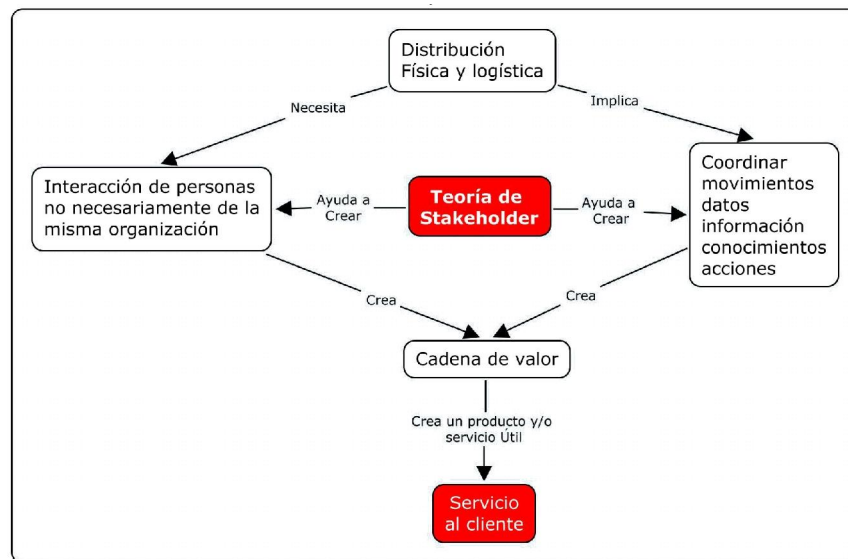 Distribución
Física y logística
Necesita
Implica
Interacción de personas
no necesariamente de la
misma organización
Ayuda a
Crear
Teoría de
Stakeholder
Ayuda a
Crear
Coordinar
movimientos
datos
información
conocimientos
acciones
Crea
Crea
Cadena de valor
Crea un producto y/o
servicio Útil
Servicio
al cliente